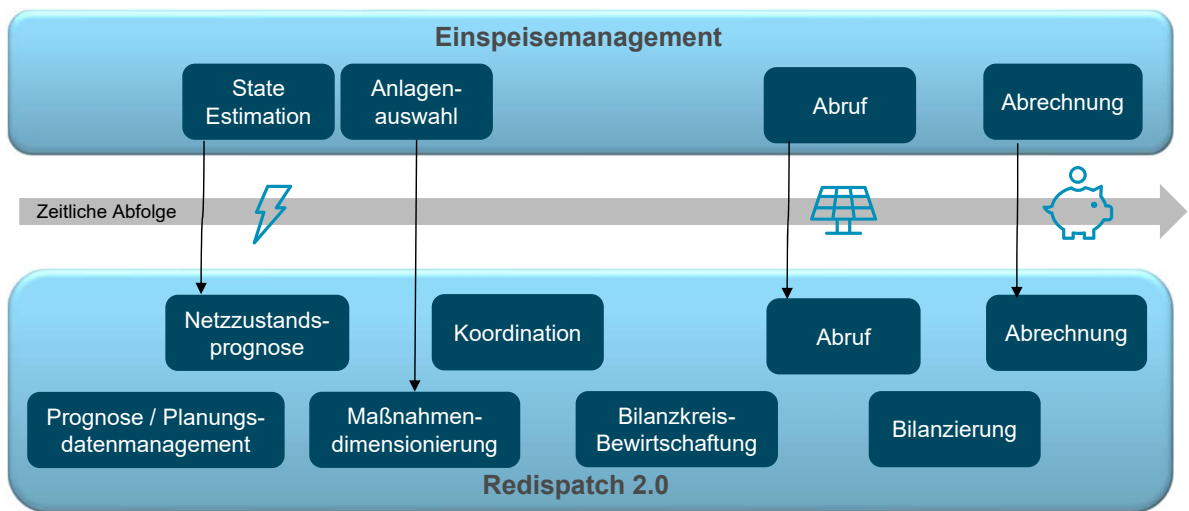 Einspeisemanagement
State
Estimation
Anlagen-
auswahl
Abruf
Abrechnung
Zeitliche Abfolge
Netzzustands-
prognose
Koordination
Abruf
Abrechnung
Prognose / Planungs-
datenmanagement
Maßnahmen-
dimensionierung
Bilanzkreis-
Bewirtschaftung
Bilanzierung
Redispatch 2.0